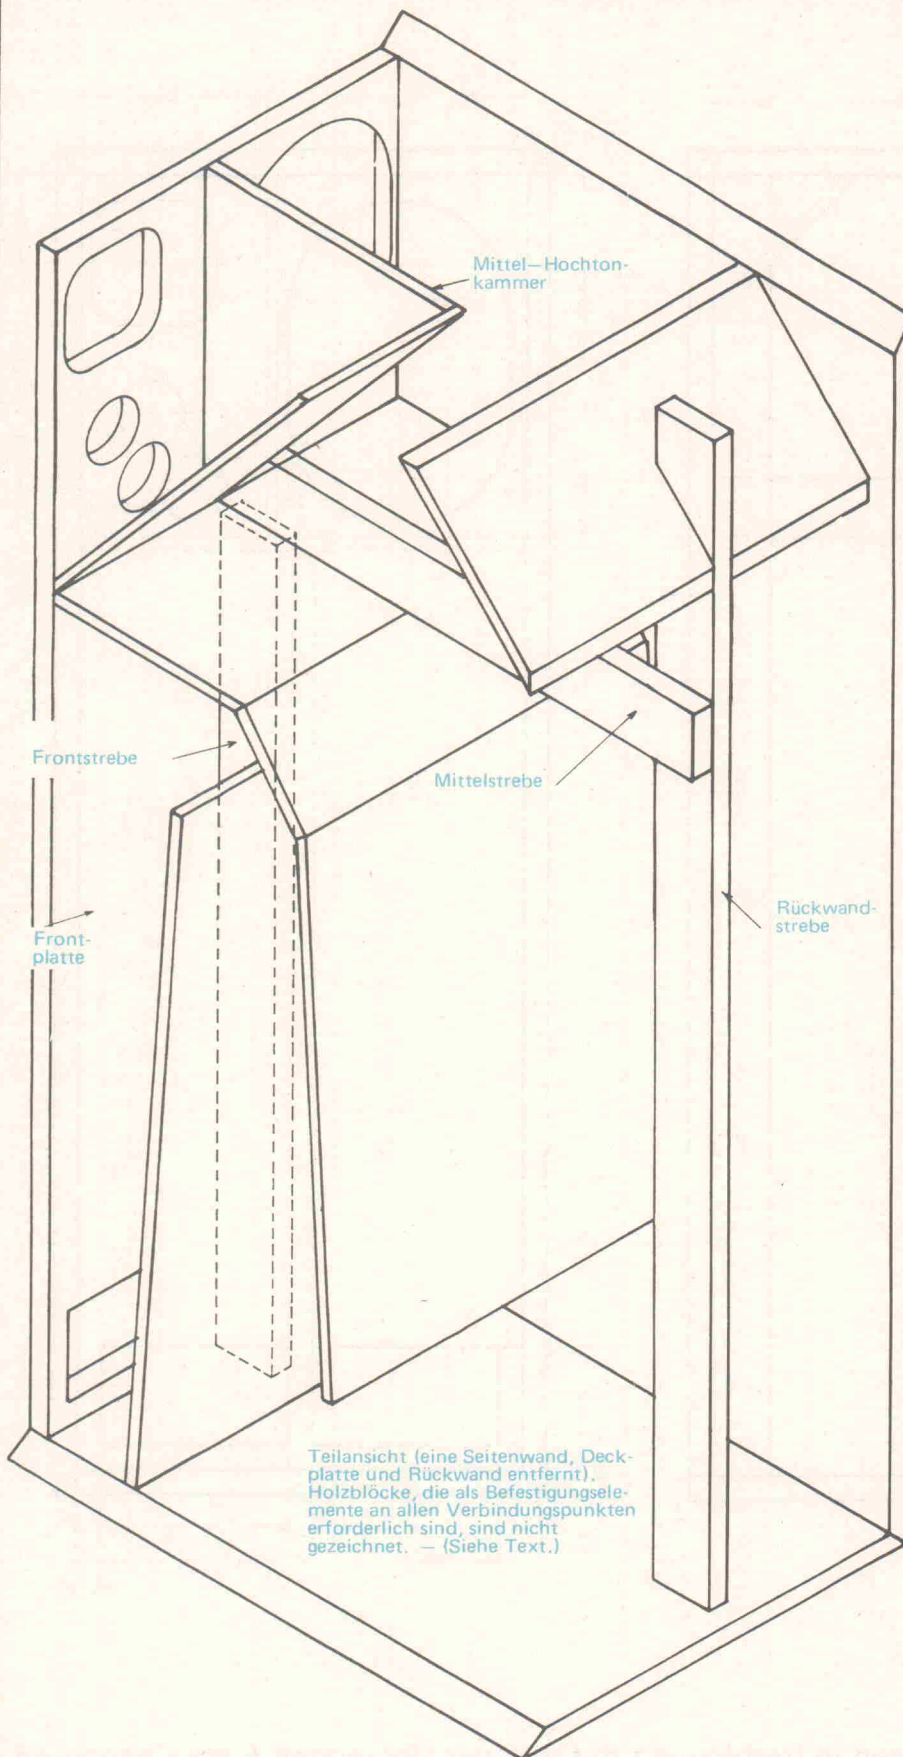 Mittel—Hochton-
kammer
Frontstrebe
Mittelstrebe
Front-
platte
Rückwand-
strebe
Teilansicht (eine Seitenwand, Deck-
platte und Rückwand entfernt).
Holzblöcke, die als Befestigungsele-
mente an allen Verbindungspunkten
erforderlich sind, sind nicht
gezeichnet. — (Siehe Text.)